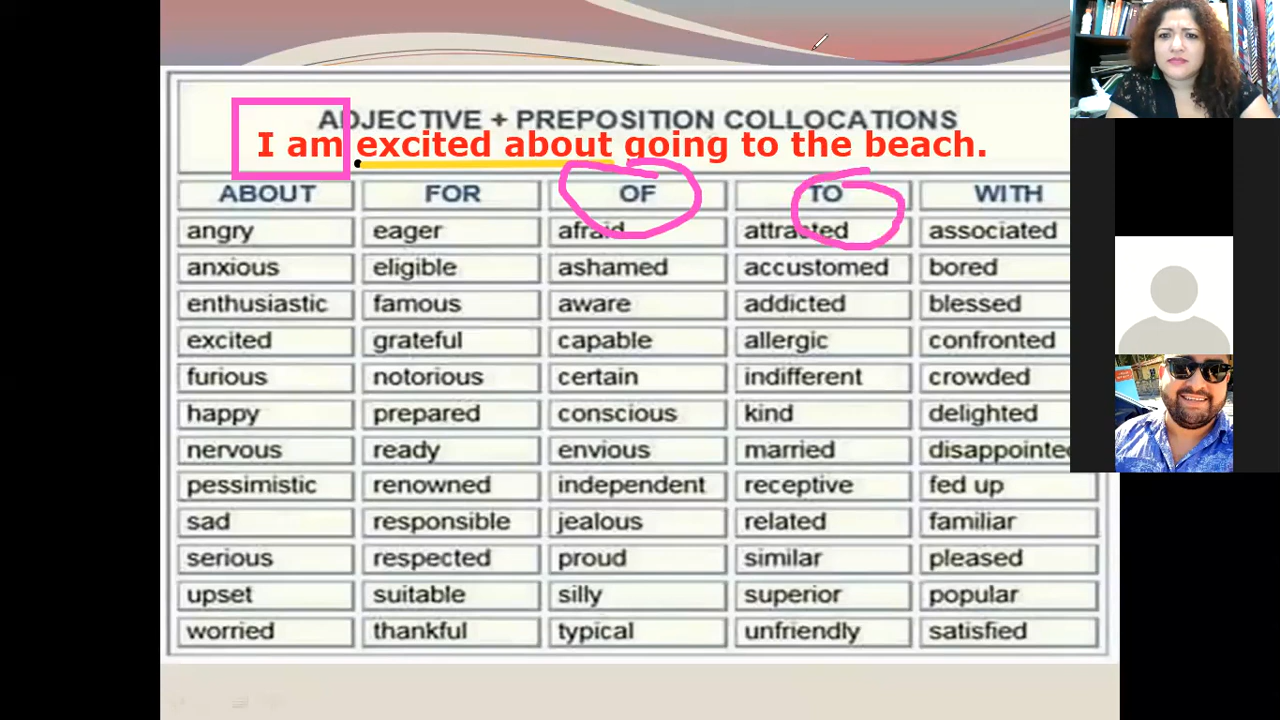 ADJECTIVE + PREPOSITION COLLOCATIONS
I am excited about going to the beach.
ABOUT FOR OF TO WITH
angry eager afraid attracted associated
anxious eligible ashamed accustomed bored
enthusiastic famous aware addicted blessed
excited grateful capable allergic confronted
furious notorious certain indifferent crowded
happy prepared conscious kind delighted
nervous ready envious married disappointed
pessimistic renowned independent receptive fed up
sad responsible jealous related familiar
serious respected proud similar pleased
upset suitable silly superior popular
worried thankful typical unfriendly satisfied